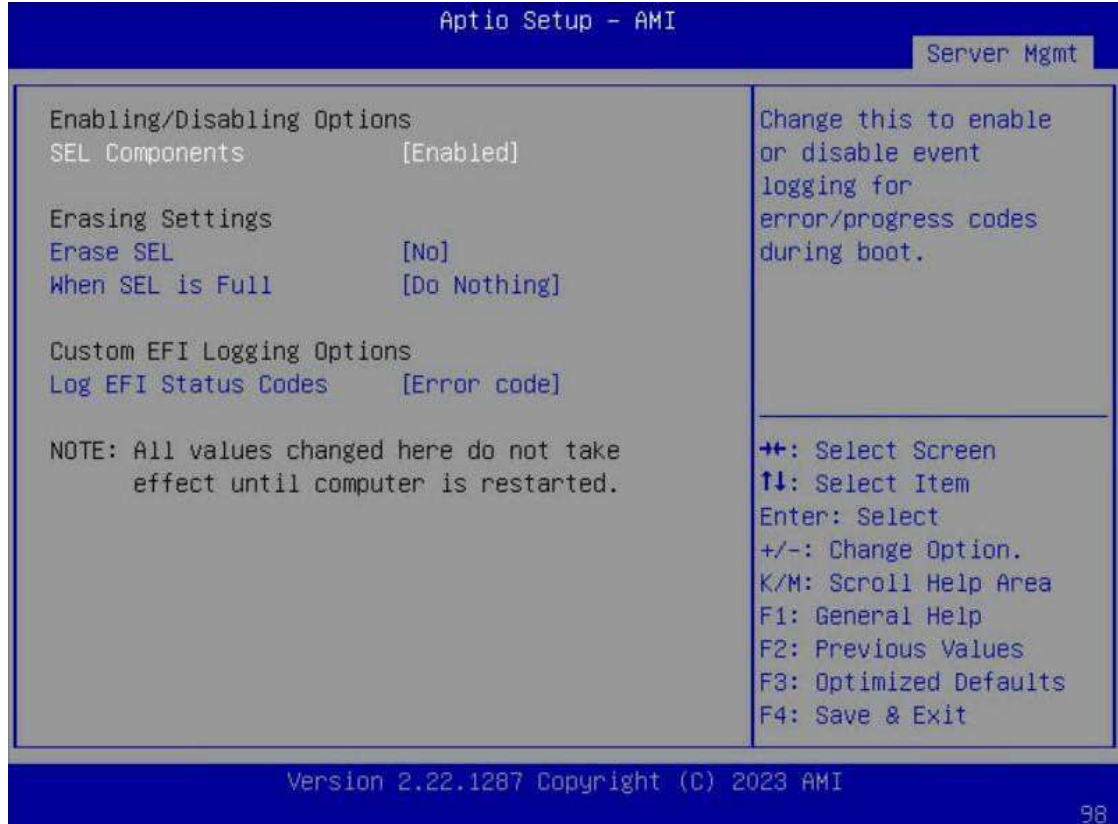 Aptio Setup – AMI
Server Mgmt
Enabling/Disabling Options
SEL Components [Enabled]
Erasing Settings
Erase SEL [No]
When SEL is Full [Do Nothing]
Custom EFI Logging Options
Log EFI Status Codes [Error code]
NOTE: All values changed here do not take
effect until computer is restarted.
Change this to enable
or disable event
logging for
error/progress codes
during boot.
→←: Select Screen
↑↓: Select Item
Enter: Select
+/-: Change Option.
K/M: Scroll Help Area
F1: General Help
F2: Previous Values
F3: Optimized Defaults
F4: Save & Exit
Version 2.22.1287 Copyright (C) 2023 AMI
98